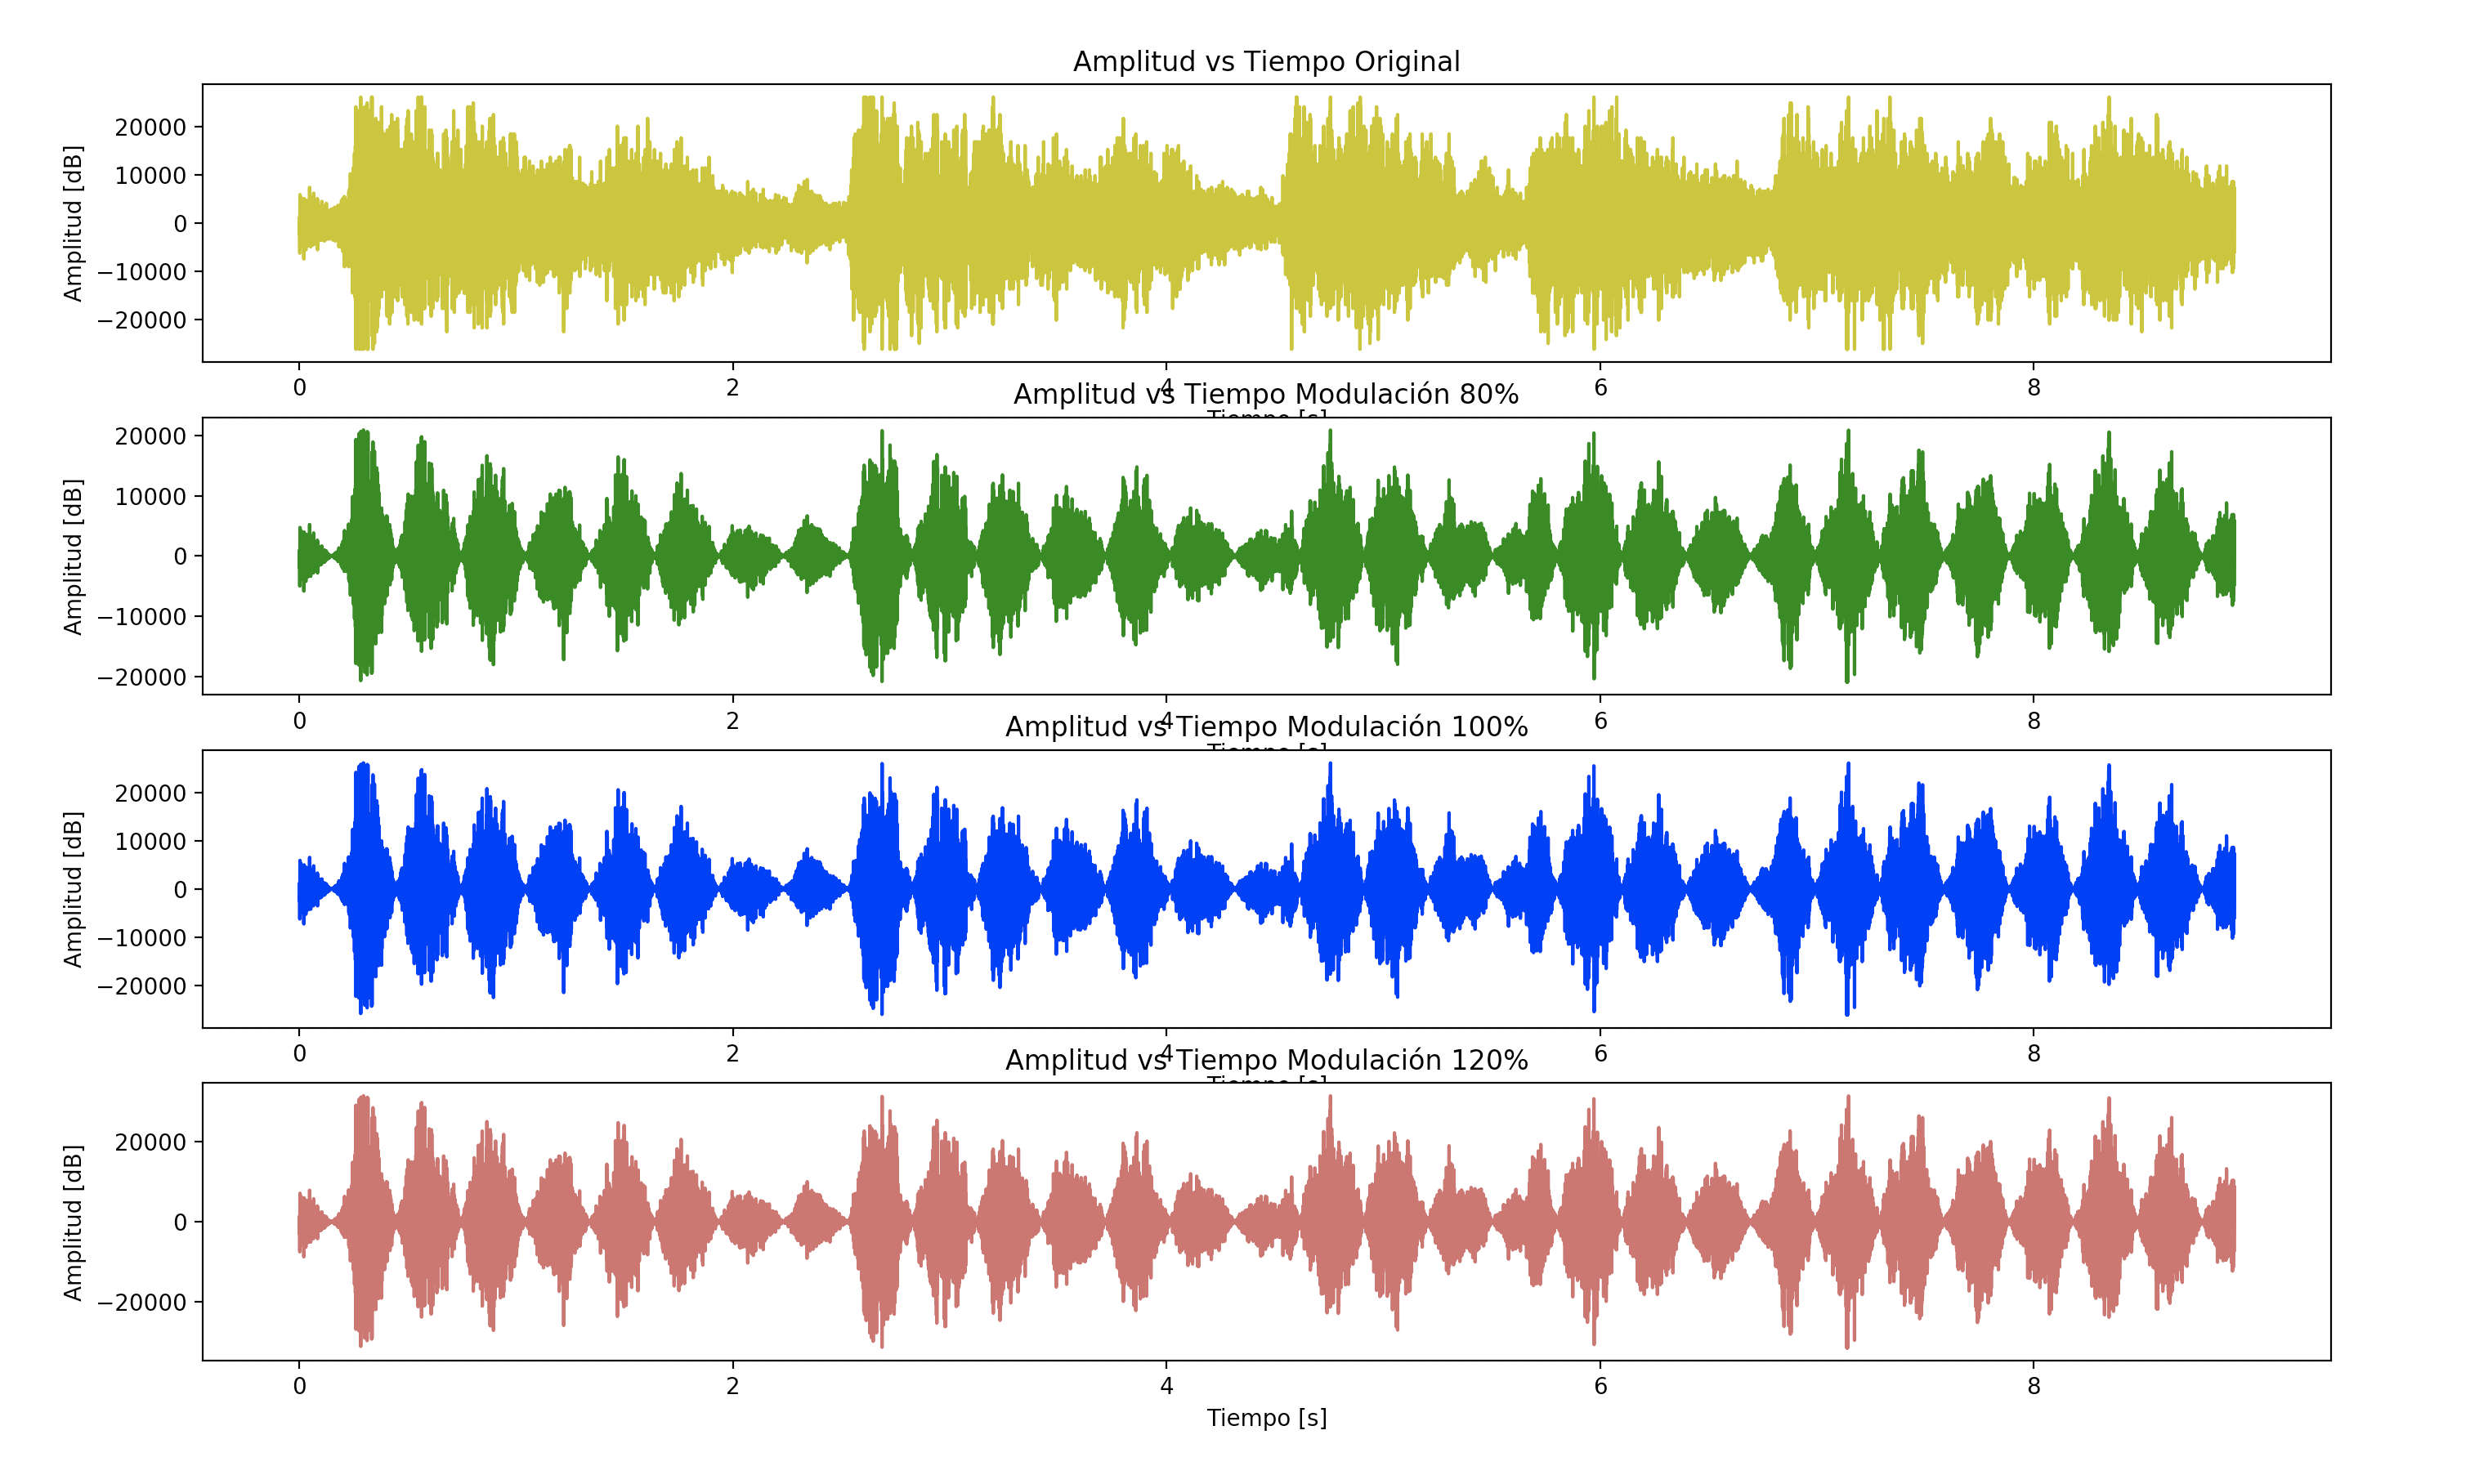 Amplitud vs Tiempo Original
Amplitud [dB]
20000
10000
0
−10000
−20000
0 2 4 6 8
Tiempo [s]
Amplitud vs Tiempo Modulación 80%
Amplitud [dB]
20000
10000
0
−10000
−20000
0 2 4 6 8
Tiempo [s]
Amplitud vs Tiempo Modulación 100%
Amplitud [dB]
20000
10000
0
−10000
−20000
0 2 4 6 8
Tiempo [s]
Amplitud vs Tiempo Modulación 120%
Amplitud [dB]
20000
0
−20000
0 2 4 6 8
Tiempo [s]